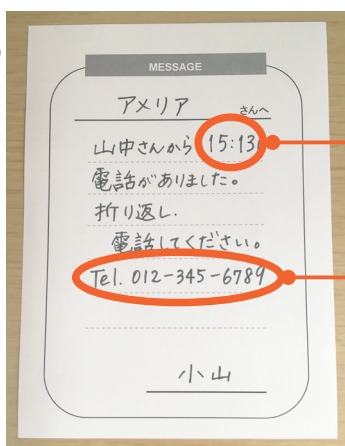 MESSAGE
アメリア さんへ
山中さんから 15:13
電話がありました。
折り返し.
電話してください。
Tel. 012-345-6789
小山